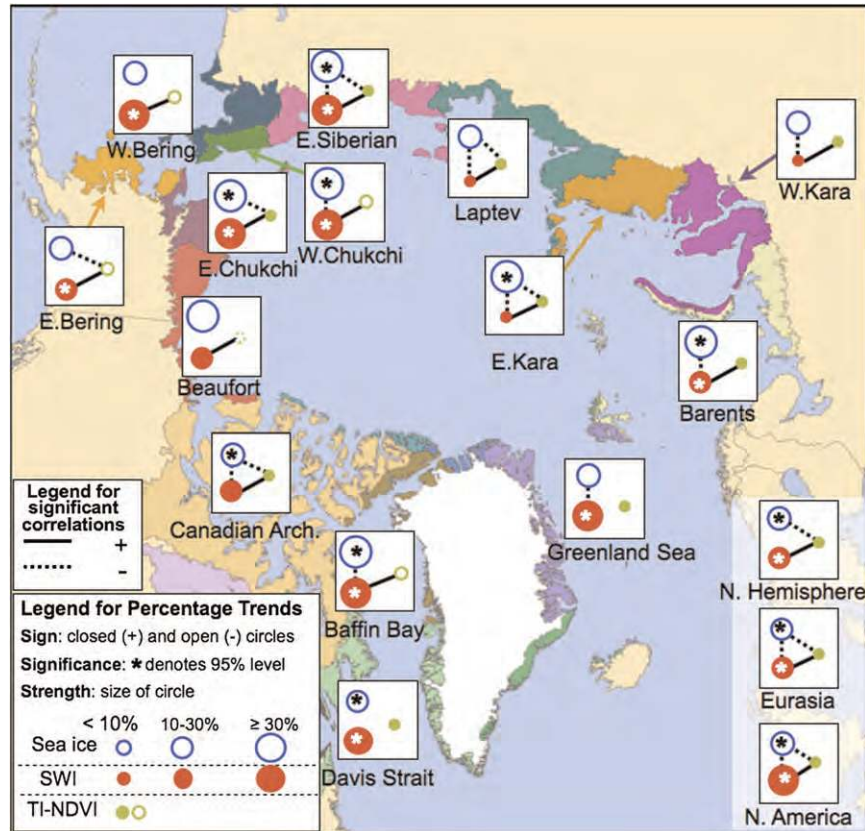 W.Bering
E.Siberian
Laptev
W.Kara
E.Chukchi
W.Chukchi
E.Bering
E.Kara
Beaufort
Barents
Canadian Arch.
Greenland Sea
Baffin Bay
Davis Strait
N. Hemisphere
Eurasia
N. America
Legend for
significant
correlations
+
-
Legend for Percentage Trends
Sign: closed (+) and open (-) circles
Significance: * denotes 95% level
Strength: size of circle
< 10% 10-30% ≥ 30%
Sea ice
SWI
TI-NDVI